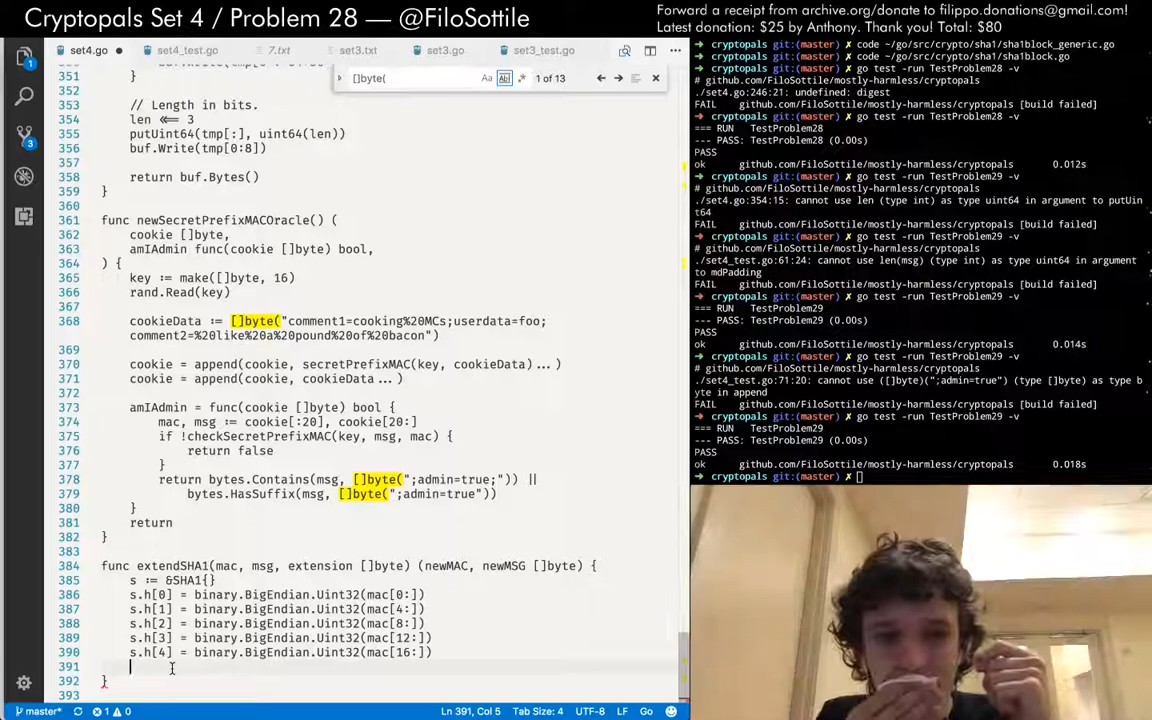 Cryptopals Set 4 / Problem 28 — @FiloSottile
Forward a receipt from archive.org/donate to filippo.donations@gmail.com!
Latest donation: $25 by Anthony. Thank you! Total: $80
set4.go
set4_test.go
7.txt
set3.txt
set3.go
set3_test.go
[]byte(
Aa
1 of 13
351 }
352
353 // Length in bits.
354 len <<= 3
355 putUint64(tmp[:], uint64(len))
356 buf.Write(tmp[0:8])
357
358 return buf.Bytes()
359 }
360
361 func newSecretPrefixMACOracle() (
362 cookie []byte,
363 amIAdmin func(cookie []byte) bool,
364 ) {
365 key := make([]byte, 16)
366 rand.Read(key)
367
368 cookieData := []byte("comment1=cooking%20MCs;userdata=foo;
comment2=%20like%20a%20pound%20of%20bacon")
369
370 cookie = append(cookie, secretPrefixMAC(key, cookieData)...)
371 cookie = append(cookie, cookieData...)
372
373 amIAdmin = func(cookie []byte) bool {
374 mac, msg := cookie[:20], cookie[20:]
375 if !checkSecretPrefixMAC(key, msg, mac) {
376 return false
377 }
378 return bytes.Contains(msg, []byte(";admin=true;")) ||
379 bytes.HasSuffix(msg, []byte(";admin=true"))
380 }
381 return
382 }
383
384 func extendSHA1(mac, msg, extension []byte) (newMAC, newMSG []byte) {
385 s := &SHA1{}
386 s.h[0] = binary.BigEndian.Uint32(mac[0:])
387 s.h[1] = binary.BigEndian.Uint32(mac[4:])
388 s.h[2] = binary.BigEndian.Uint32(mac[8:])
389 s.h[3] = binary.BigEndian.Uint32(mac[12:])
390 s.h[4] = binary.BigEndian.Uint32(mac[16:])
391
392 }
393
master* 1 0
Ln 391, Col 5 Tab Size: 4 UTF-8 LF Go
1
3
➜ cryptopals git:(master) ✗ code ~/go/src/crypto/sha1/sha1block_generic.go
➜ cryptopals git:(master) ✗ code ~/go/src/crypto/sha1/sha1block.go
➜ cryptopals git:(master) ✗ go test -run TestProblem28 -v
# github.com/FiloSottile/mostly-harmless/cryptopals
./set4.go:246:21: undefined: digest
FAIL github.com/FiloSottile/mostly-harmless/cryptopals [build failed]
➜ cryptopals git:(master) ✗ go test -run TestProblem28 -v
=== RUN TestProblem28
--- PASS: TestProblem28 (0.00s)
PASS
ok github.com/FiloSottile/mostly-harmless/cryptopals 0.012s
➜ cryptopals git:(master) ✗ go test -run TestProblem29 -v
# github.com/FiloSottile/mostly-harmless/cryptopals
./set4.go:354:15: cannot use len (type int) as type uint64 in argument to putUin
t64
FAIL github.com/FiloSottile/mostly-harmless/cryptopals [build failed]
➜ cryptopals git:(master) ✗ go test -run TestProblem29 -v
# github.com/FiloSottile/mostly-harmless/cryptopals
./set4_test.go:61:24: cannot use len(msg) (type int) as type uint64 in argument
to mdPadding
FAIL github.com/FiloSottile/mostly-harmless/cryptopals [build failed]
➜ cryptopals git:(master) ✗ go test -run TestProblem29 -v
=== RUN TestProblem29
--- PASS: TestProblem29 (0.00s)
PASS
ok github.com/FiloSottile/mostly-harmless/cryptopals 0.014s
➜ cryptopals git:(master) ✗ go test -run TestProblem29 -v
# github.com/FiloSottile/mostly-harmless/cryptopals
./set4_test.go:71:20: cannot use ([]byte)(";admin=true") (type []byte) as type b
yte in append
FAIL github.com/FiloSottile/mostly-harmless/cryptopals [build failed]
➜ cryptopals git:(master) ✗ go test -run TestProblem29 -v
=== RUN TestProblem29
--- PASS: TestProblem29 (0.00s)
PASS
ok github.com/FiloSottile/mostly-harmless/cryptopals 0.018s
➜ cryptopals git:(master) ✗